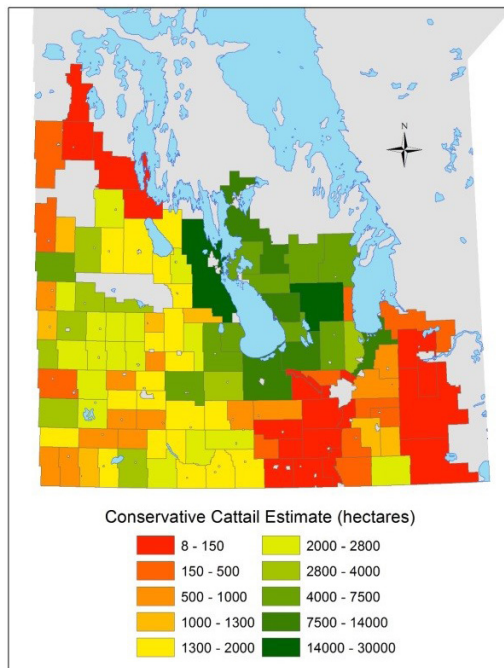 N
Conservative Cattail Estimate (hectares)
8 - 150
150 - 500
500 - 1000
1000 - 1300
1300 - 2000
2000 - 2800
2800 - 4000
4000 - 7500
7500 - 14000
14000 - 30000